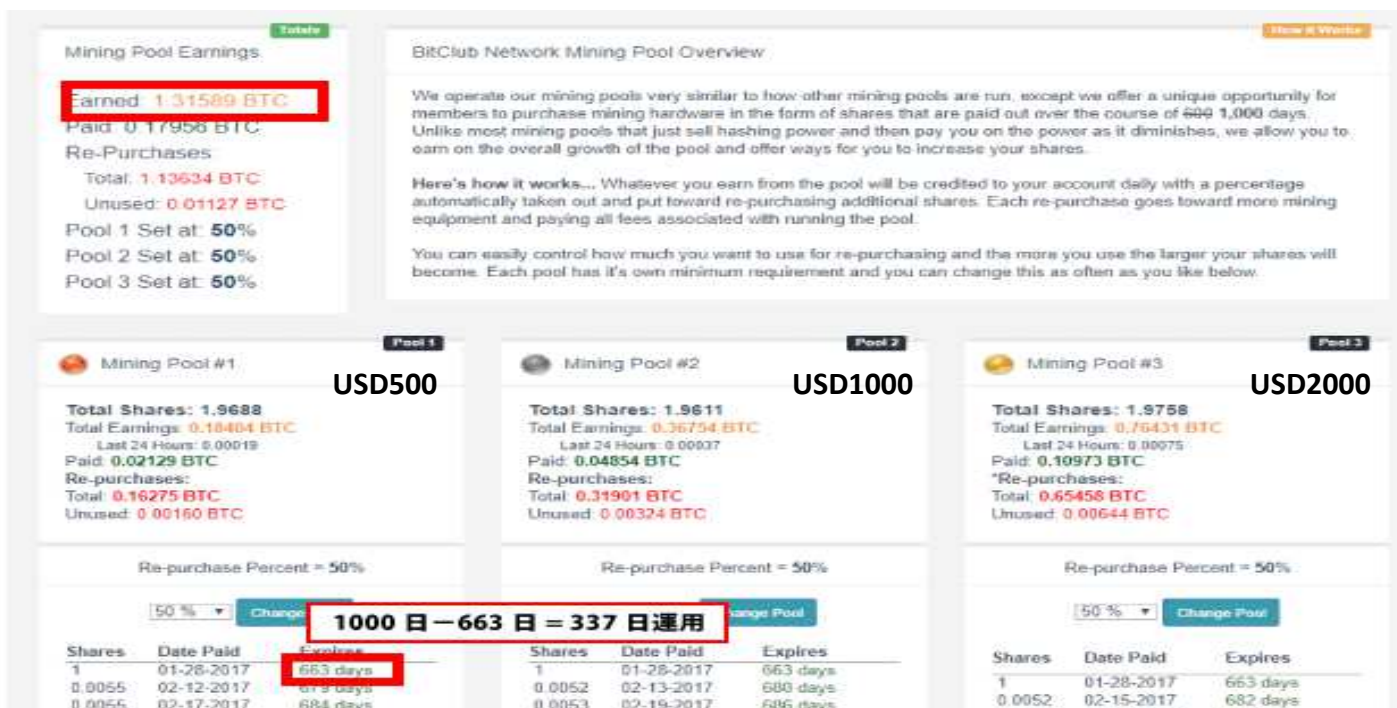 Totals
Mining Pool Earnings
Earned: 1.31589 BTC
Paid: 0.17956 BTC
Re-Purchases
Total: 1.13634 BTC
Unused: 0.01127 BTC
Pool 1 Set at: 50%
Pool 2 Set at: 50%
Pool 3 Set at: 50%
How it Works
BitClub Network Mining Pool Overview
We operate our mining pools very similar to how other mining pools are run, except we offer a unique opportunity for
members to purchase mining hardware in the form of shares that are paid out over the course of 600 1,000 days.
Unlike most mining pools that just sell hashing power and then pay you on the power as it diminishes, we allow you to
earn on the overall growth of the pool and offer ways for you to increase your shares.
Here's how it works... Whatever you earn from the pool will be credited to your account daily with a percentage
automatically taken out and put toward re-purchasing additional shares. Each re-purchase goes toward more mining
equipment and paying all fees associated with running the pool.
You can easily control how much you want to use for re-purchasing and the more you use the larger your shares will
become. Each pool has it's own minimum requirement and you can change this as often as you like below.
Pool 1
Mining Pool #1
USD500
Total Shares: 1.9688
Total Earnings: 0.18404 BTC
Last 24 Hours: 0.00019
Paid: 0.02129 BTC
Re-purchases:
Total: 0.16275 BTC
Unused: 0.00160 BTC
Re-purchase Percent = 50%
50 %
1000 日－663 日 = 337 日運用
Shares Date Paid Expires
1 01-28-2017 663 days
0.0055 02-12-2017 679 days
0.0055 02-17-2017 684 days
Pool 2
Mining Pool #2
USD1000
Total Shares: 1.9611
Total Earnings: 0.36754 BTC
Last 24 Hours: 0.00037
Paid: 0.04854 BTC
Re-purchases:
Total: 0.31901 BTC
Unused: 0.00324 BTC
Re-purchase Percent = 50%
Change Pool
Shares Date Paid Expires
1 01-28-2017 663 days
0.0052 02-13-2017 680 days
0.0053 02-19-2017 686 days
Pool 3
Mining Pool #3
USD2000
Total Shares: 1.9758
Total Earnings: 0.76431 BTC
Last 24 Hours: 0.00075
Paid: 0.10973 BTC
*Re-purchases:
Total: 0.65458 BTC
Unused: 0.00644 BTC
Re-purchase Percent = 50%
50 % Change Pool
Shares Date Paid Expires
1 01-28-2017 663 days
0.0052 02-15-2017 682 days